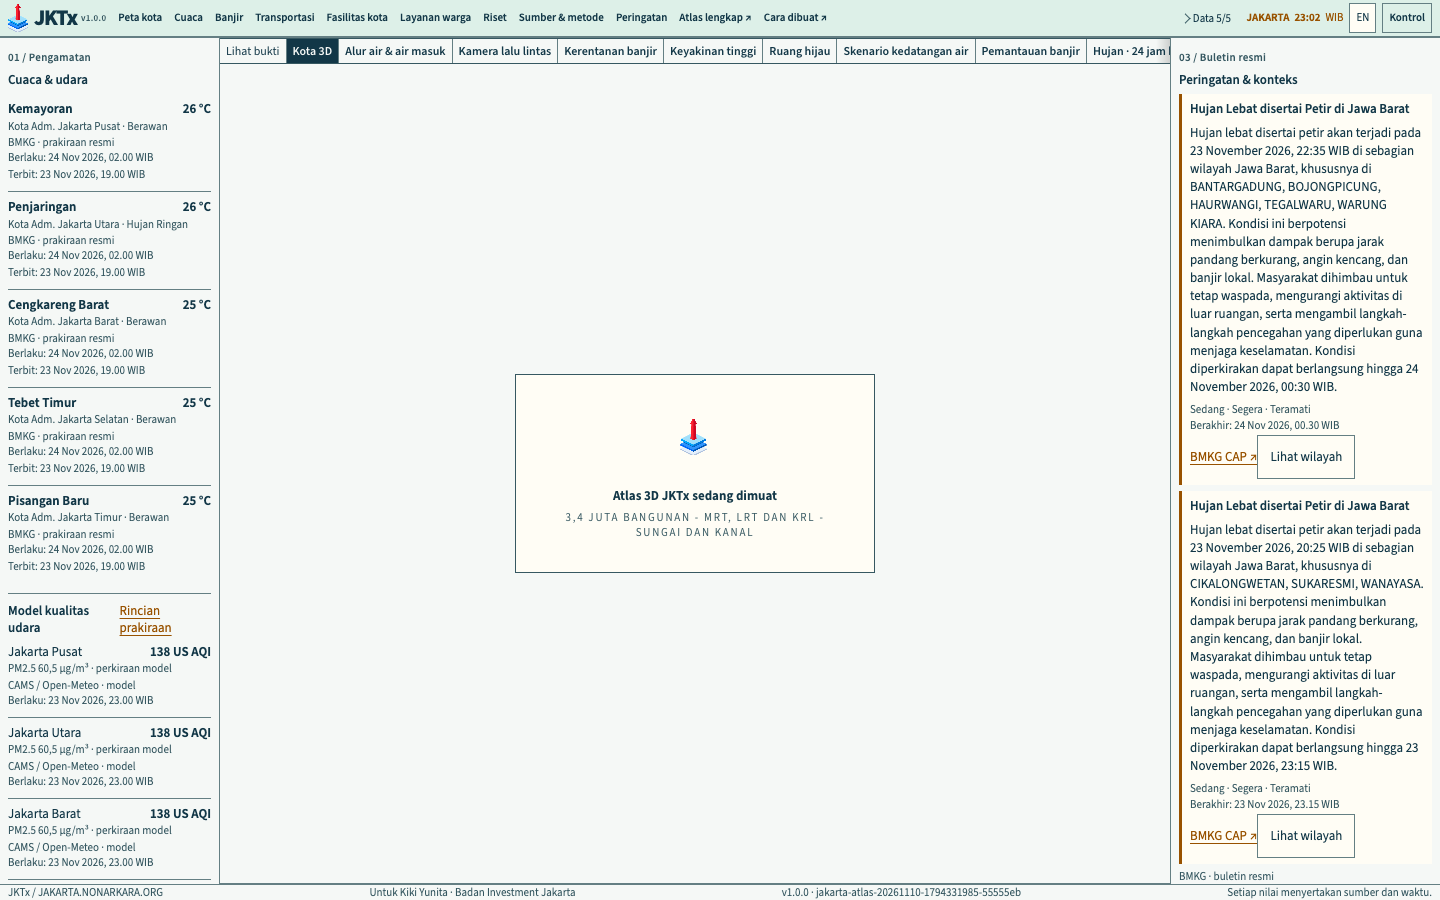 JKTx v1.0.0 Peta kota Cuaca Banjir Transportasi Fasilitas kota Layanan warga Riset Sumber & metode Peringatan Atlas lengkap ↗ Cara dibuat ↗ Data 5/5 JAKARTA 23:02 WIB EN Kontrol
01 / Pengamatan
Cuaca & udara
Kemayoran 26 °C
Kota Adm. Jakarta Pusat · Berawan
BMKG · prakiraan resmi
Berlaku: 24 Nov 2026, 02.00 WIB
Terbit: 23 Nov 2026, 19.00 WIB
Penjaringan 26 °C
Kota Adm. Jakarta Utara · Hujan Ringan
BMKG · prakiraan resmi
Berlaku: 24 Nov 2026, 02.00 WIB
Terbit: 23 Nov 2026, 19.00 WIB
Cengkareng Barat 25 °C
Kota Adm. Jakarta Barat · Berawan
BMKG · prakiraan resmi
Berlaku: 24 Nov 2026, 02.00 WIB
Terbit: 23 Nov 2026, 19.00 WIB
Tebet Timur 25 °C
Kota Adm. Jakarta Selatan · Berawan
BMKG · prakiraan resmi
Berlaku: 24 Nov 2026, 02.00 WIB
Terbit: 23 Nov 2026, 19.00 WIB
Pisangan Baru 25 °C
Kota Adm. Jakarta Timur · Berawan
BMKG · prakiraan resmi
Berlaku: 24 Nov 2026, 02.00 WIB
Terbit: 23 Nov 2026, 19.00 WIB
Model kualitas udara
Rincian prakiraan
Jakarta Pusat 138 US AQI
PM2.5 60,5 µg/m³ · perkiraan model
CAMS / Open-Meteo · model
Berlaku: 23 Nov 2026, 23.00 WIB
Jakarta Utara 138 US AQI
PM2.5 60,5 µg/m³ · perkiraan model
CAMS / Open-Meteo · model
Berlaku: 23 Nov 2026, 23.00 WIB
Jakarta Barat 138 US AQI
PM2.5 60,5 µg/m³ · perkiraan model
CAMS / Open-Meteo · model
Berlaku: 23 Nov 2026, 23.00 WIB
Lihat bukti Kota 3D Alur air & air masuk Kamera lalu lintas Kerentanan banjir Keyakinan tinggi Ruang hijau Skenario kedatangan air Pemantauan banjir Hujan · 24 jam
Atlas 3D JKTx sedang dimuat
3,4 JUTA BANGUNAN - MRT, LRT DAN KRL -
SUNGAI DAN KANAL
03 / Buletin resmi
Peringatan & konteks
Hujan Lebat disertai Petir di Jawa Barat
Hujan lebat disertai petir akan terjadi pada
23 November 2026, 22:35 WIB di sebagian
wilayah Jawa Barat, khususnya di
BANTARGADUNG, BOJONGPICUNG,
HAURWANGI, TEGALWARU, WARUNG
KIARA. Kondisi ini berpotensi
menimbulkan dampak berupa jarak
pandang berkurang, angin kencang, dan
banjir lokal. Masyarakat dihimbau untuk
tetap waspada, mengurangi aktivitas di
luar ruangan, serta mengambil langkah-
langkah pencegahan yang diperlukan guna
menjaga keselamatan. Kondisi
diperkirakan dapat berlangsung hingga 24
November 2026, 00:30 WIB.
Sedang · Segera · Teramati
Berakhir: 24 Nov 2026, 00.30 WIB
BMKG CAP ↗ Lihat wilayah
Hujan Lebat disertai Petir di Jawa Barat
Hujan lebat disertai petir akan terjadi pada
23 November 2026, 20:25 WIB di sebagian
wilayah Jawa Barat, khususnya di
CIKALONGWETAN, SUKARESMI, WANAYASA.
Kondisi ini berpotensi menimbulkan
dampak berupa jarak pandang berkurang,
angin kencang, dan banjir lokal.
Masyarakat dihimbau untuk tetap
waspada, mengurangi aktivitas di luar
ruangan, serta mengambil langkah-
langkah pencegahan yang diperlukan guna
menjaga keselamatan. Kondisi
diperkirakan dapat berlangsung hingga 23
November 2026, 23:15 WIB.
Sedang · Segera · Teramati
Berakhir: 23 Nov 2026, 23.15 WIB
BMKG CAP ↗ Lihat wilayah
BMKG · buletin resmi
JKTx / JAKARTA.NONARKARA.ORG Untuk Kiki Yunita · Badan Investment Jakarta v1.0.0 · jakarta-atlas-20261110-1794331985-55555eb Setiap nilai menyertakan sumber dan waktu.